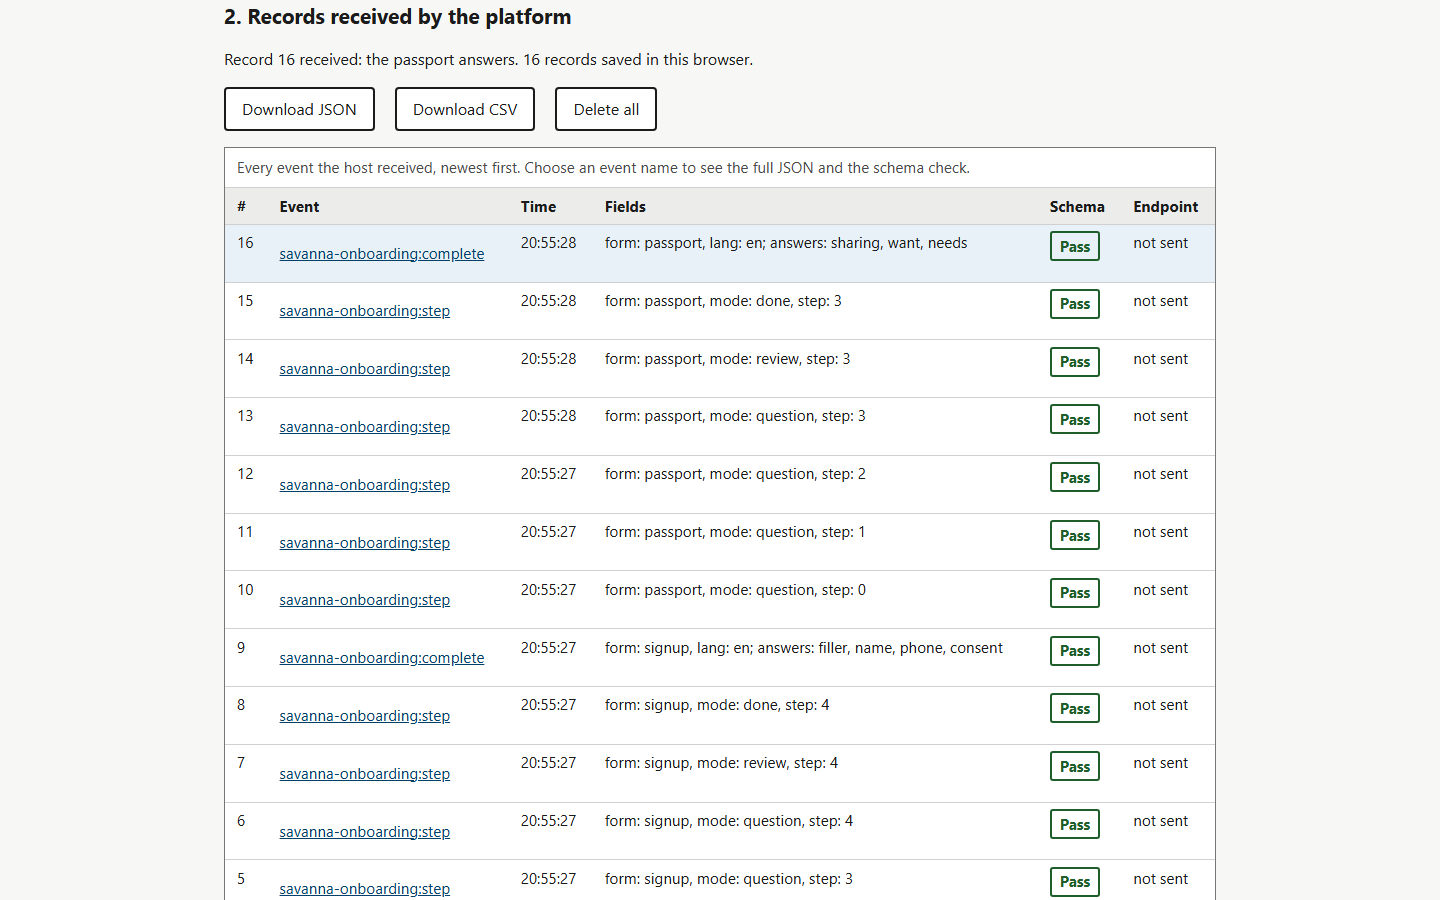 2. Records received by the platform
Record 16 received: the passport answers. 16 records saved in this browser.
Download JSON Download CSV Delete all
Every event the host received, newest first. Choose an event name to see the full JSON and the schema check.
# Event Time Fields Schema Endpoint
16 savanna-onboarding:complete 20:55:28 form: passport, lang: en; answers: sharing, want, needs Pass not sent
15 savanna-onboarding:step 20:55:28 form: passport, mode: done, step: 3 Pass not sent
14 savanna-onboarding:step 20:55:28 form: passport, mode: review, step: 3 Pass not sent
13 savanna-onboarding:step 20:55:28 form: passport, mode: question, step: 3 Pass not sent
12 savanna-onboarding:step 20:55:27 form: passport, mode: question, step: 2 Pass not sent
11 savanna-onboarding:step 20:55:27 form: passport, mode: question, step: 1 Pass not sent
10 savanna-onboarding:step 20:55:27 form: passport, mode: question, step: 0 Pass not sent
9 savanna-onboarding:complete 20:55:27 form: signup, lang: en; answers: filler, name, phone, consent Pass not sent
8 savanna-onboarding:step 20:55:27 form: signup, mode: done, step: 4 Pass not sent
7 savanna-onboarding:step 20:55:27 form: signup, mode: review, step: 4 Pass not sent
6 savanna-onboarding:step 20:55:27 form: signup, mode: question, step: 4 Pass not sent
5 savanna-onboarding:step 20:55:27 form: signup, mode: question, step: 3 Pass not sent